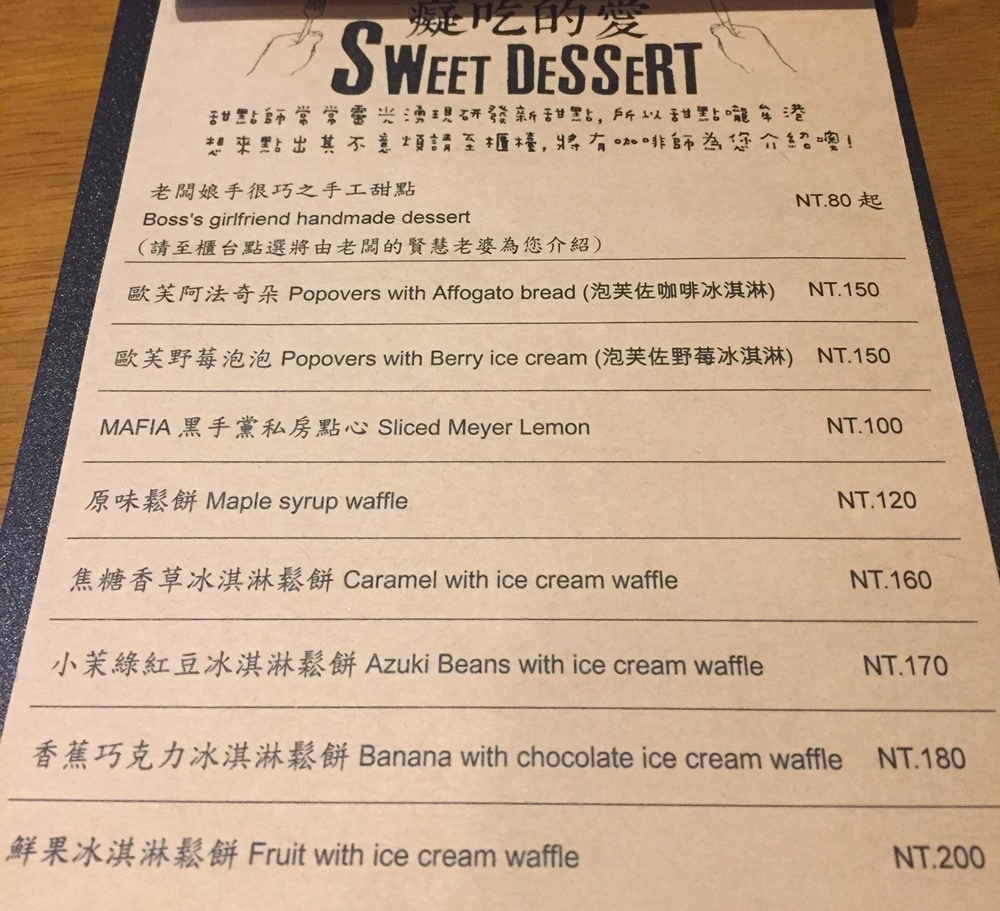 癡吃的愛
SWEET DESSERT
甜點師常常靈光湧現研發新甜點,所以甜點嚨牟港
想來點出其不意煩請至櫃檯,將有咖啡師為您介紹噢!
老闆娘手很巧之手工甜點 NT.80 起
Boss's girlfriend handmade dessert
(請至櫃台點選將由老闆的賢慧老婆為您介紹)
歐芙阿法奇朵 Popovers with Affogato bread (泡芙佐咖啡冰淇淋) NT.150
歐芙野莓泡泡 Popovers with Berry ice cream (泡芙佐野莓冰淇淋) NT.150
MAFIA 黑手黨私房點心 Sliced Meyer Lemon NT.100
原味鬆餅 Maple syrup waffle NT.120
焦糖香草冰淇淋鬆餅 Caramel with ice cream waffle NT.160
小茉綠紅豆冰淇淋鬆餅 Azuki Beans with ice cream waffle NT.170
香蕉巧克力冰淇淋鬆餅 Banana with chocolate ice cream waffle NT.180
鮮果冰淇淋鬆餅 Fruit with ice cream waffle NT.200